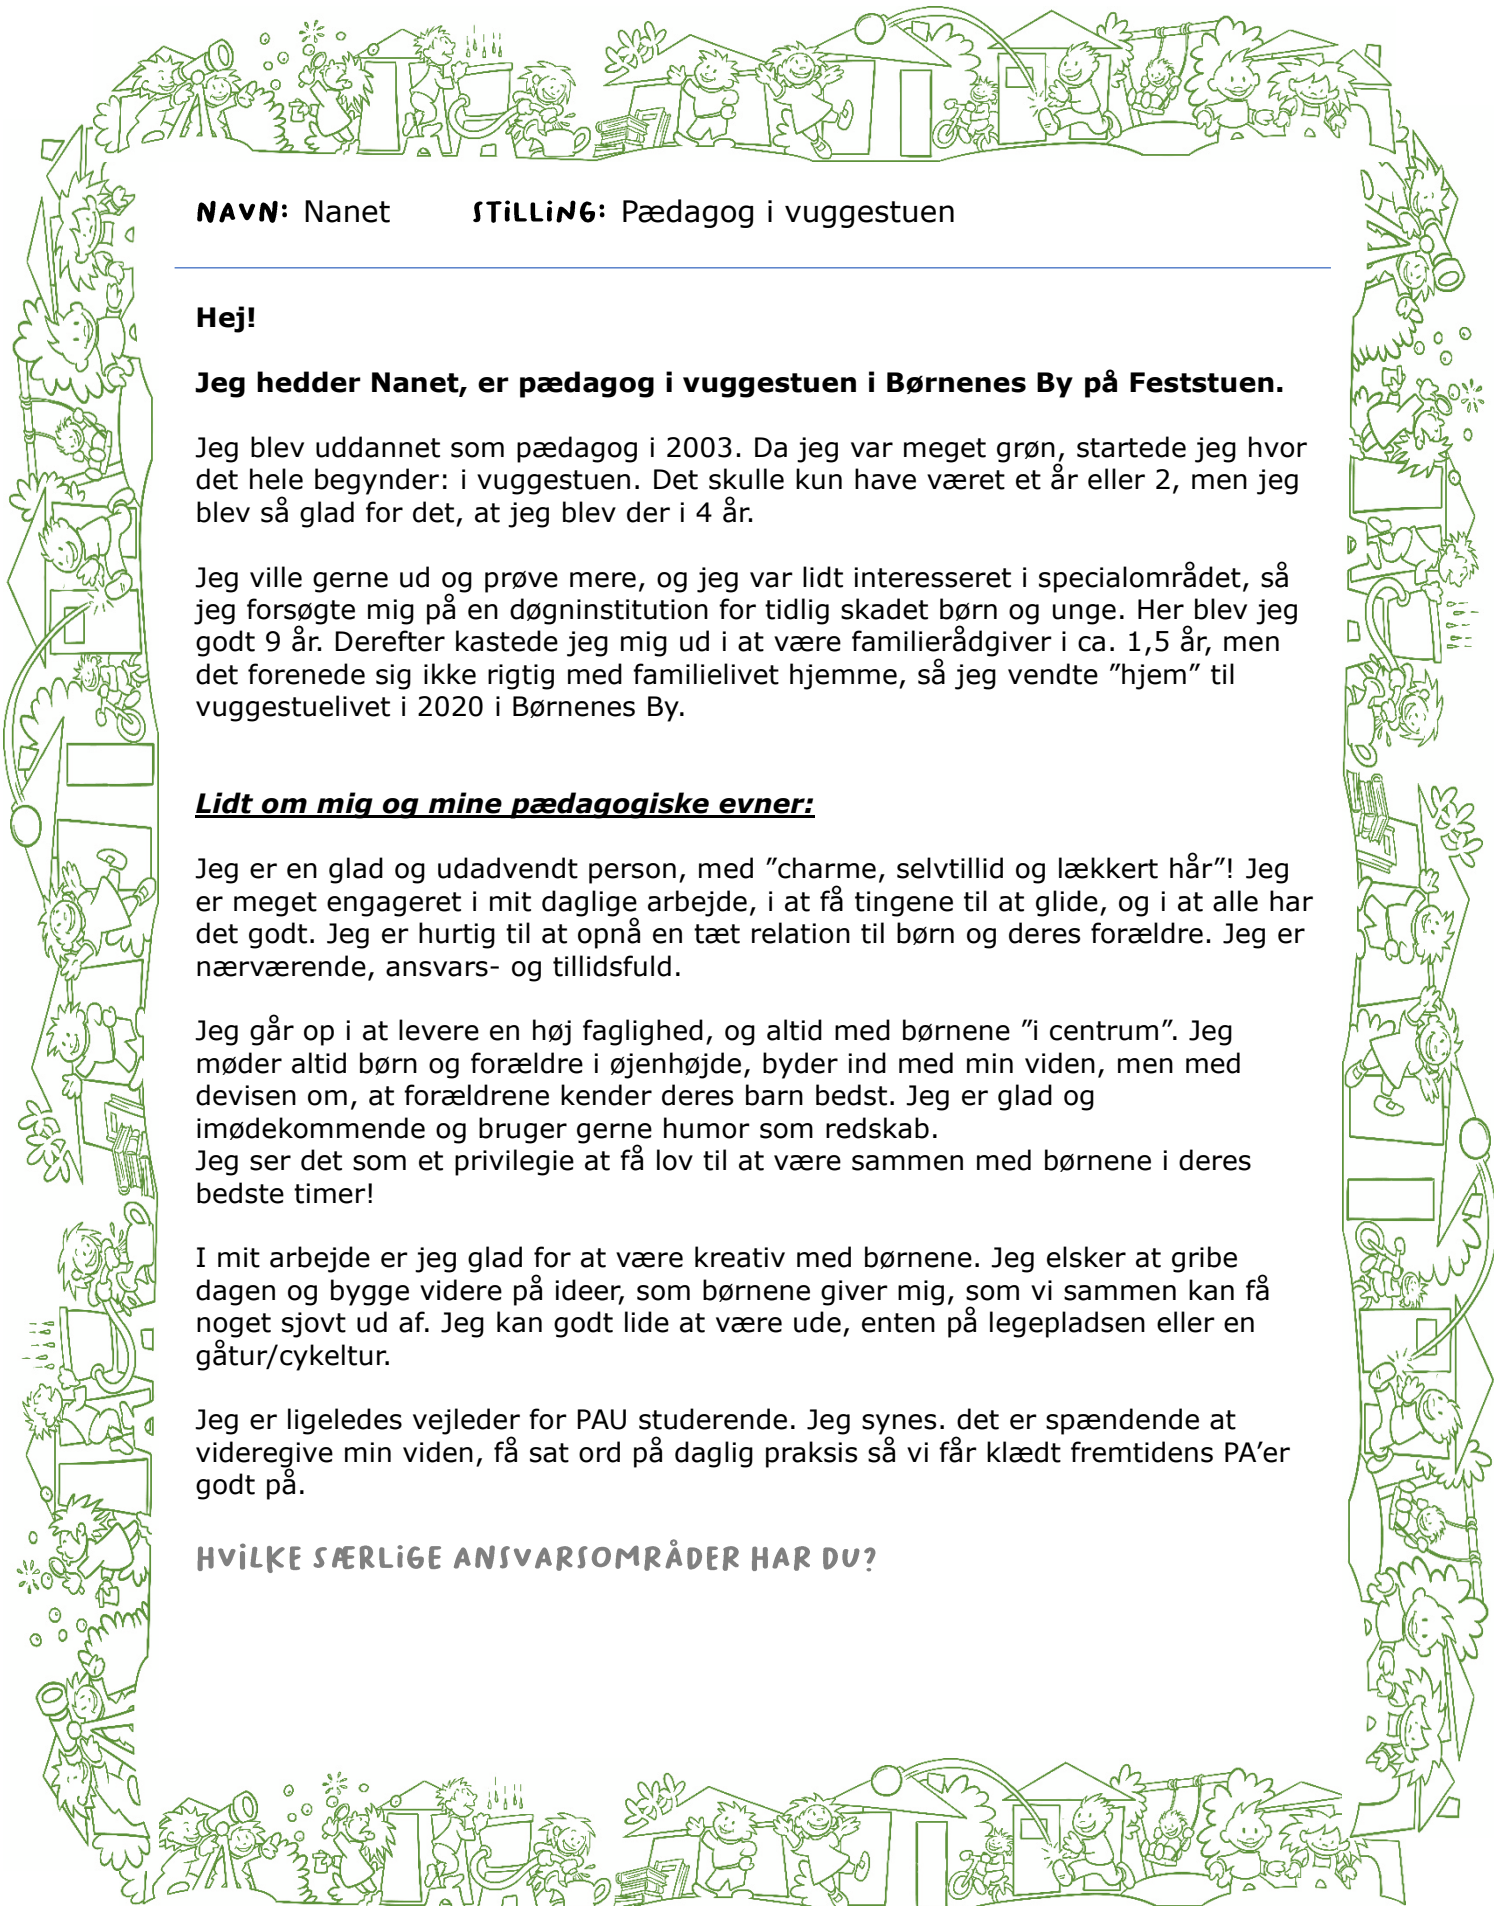 NAVN: Nanet STiLLiNG: Pædagog i vuggestuen
Hej!
Jeg hedder Nanet, er pædagog i vuggestuen i Børnenes By på Feststuen.
Jeg blev uddannet som pædagog i 2003. Da jeg var meget grøn, startede jeg hvor
det hele begynder: i vuggestuen. Det skulle kun have været et år eller 2, men jeg
blev så glad for det, at jeg blev der i 4 år.
Jeg ville gerne ud og prøve mere, og jeg var lidt interesseret i specialområdet, så
jeg forsøgte mig på en døgninstitution for tidlig skadet børn og unge. Her blev jeg
godt 9 år. Derefter kastede jeg mig ud i at være familierådgiver i ca. 1,5 år, men
det forenede sig ikke rigtig med familielivet hjemme, så jeg vendte ”hjem” til
vuggestuelivet i 2020 i Børnenes By.
Lidt om mig og mine pædagogiske evner:
Jeg er en glad og udadvendt person, med ”charme, selvtillid og lækkert hår”! Jeg
er meget engageret i mit daglige arbejde, i at få tingene til at glide, og i at alle har
det godt. Jeg er hurtig til at opnå en tæt relation til børn og deres forældre. Jeg er
nærværende, ansvars- og tillidsfuld.
Jeg går op i at levere en høj faglighed, og altid med børnene ”i centrum”. Jeg
møder altid børn og forældre i øjenhøjde, byder ind med min viden, men med
devisen om, at forældrene kender deres barn bedst. Jeg er glad og
imødekommende og bruger gerne humor som redskab.
Jeg ser det som et privilegie at få lov til at være sammen med børnene i deres
bedste timer!
I mit arbejde er jeg glad for at være kreativ med børnene. Jeg elsker at gribe
dagen og bygge videre på ideer, som børnene giver mig, som vi sammen kan få
noget sjovt ud af. Jeg kan godt lide at være ude, enten på legepladsen eller en
gåtur/cykeltur.
Jeg er ligeledes vejleder for PAU studerende. Jeg synes. det er spændende at
videregive min viden, få sat ord på daglig praksis så vi får klædt fremtidens PA’er
godt på.
HViLKE SÆRLiGE ANSVARSOMRÅDER HAR DU?